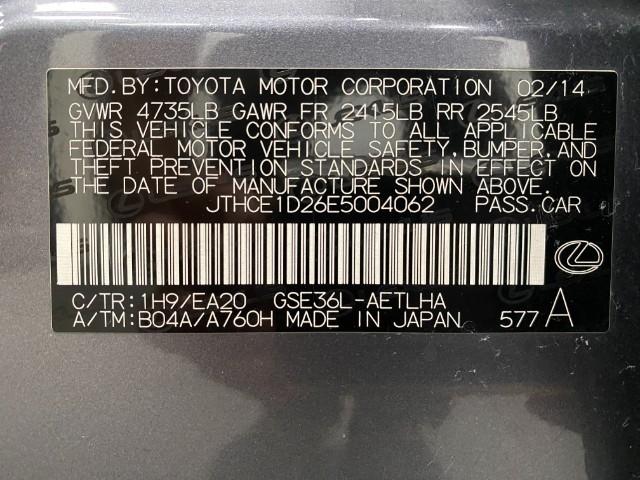 MFD.BY:TOYOTA MOTOR CORPORATION 02/14
GVWR 4735LB GAWR FR 2415LB RR 2545LB
THIS VEHICLE CONFORMS TO ALL APPLICABLE
FEDERAL MOTOR VEHICLE SAFETY, BUMPER, AND
THEFT PREVENTION STANDARDS IN EFFECT ON
THE DATE OF MANUFACTURE SHOWN ABOVE.
JTHCE1D26E5004062 PASS.CAR
C/TR:1H9/EA20 GSE36L-AETLHA
A/TM:B04A/A760H MADE IN JAPAN 577A